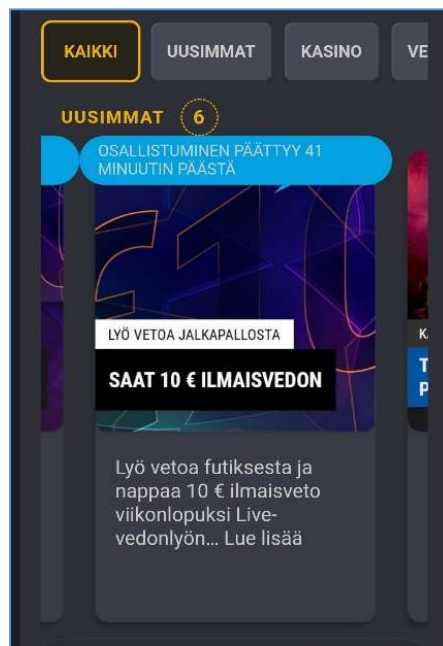 KAIKKI UUSIMMAT KASINO VE
UUSIMMAT 6
OSALLISTUMINEN PÄÄTTYY 41
MINUUTIN PÄÄSTÄ
€10
LYÖ VETOA JALKAPALLOSTA
SAAT 10 € ILMAISVEDON
K
T
P
Lyö vetoa futiksesta ja
nappaa 10 € ilmaisveto
viikonlopuksi Live-
vedonlyön... Lue lisää